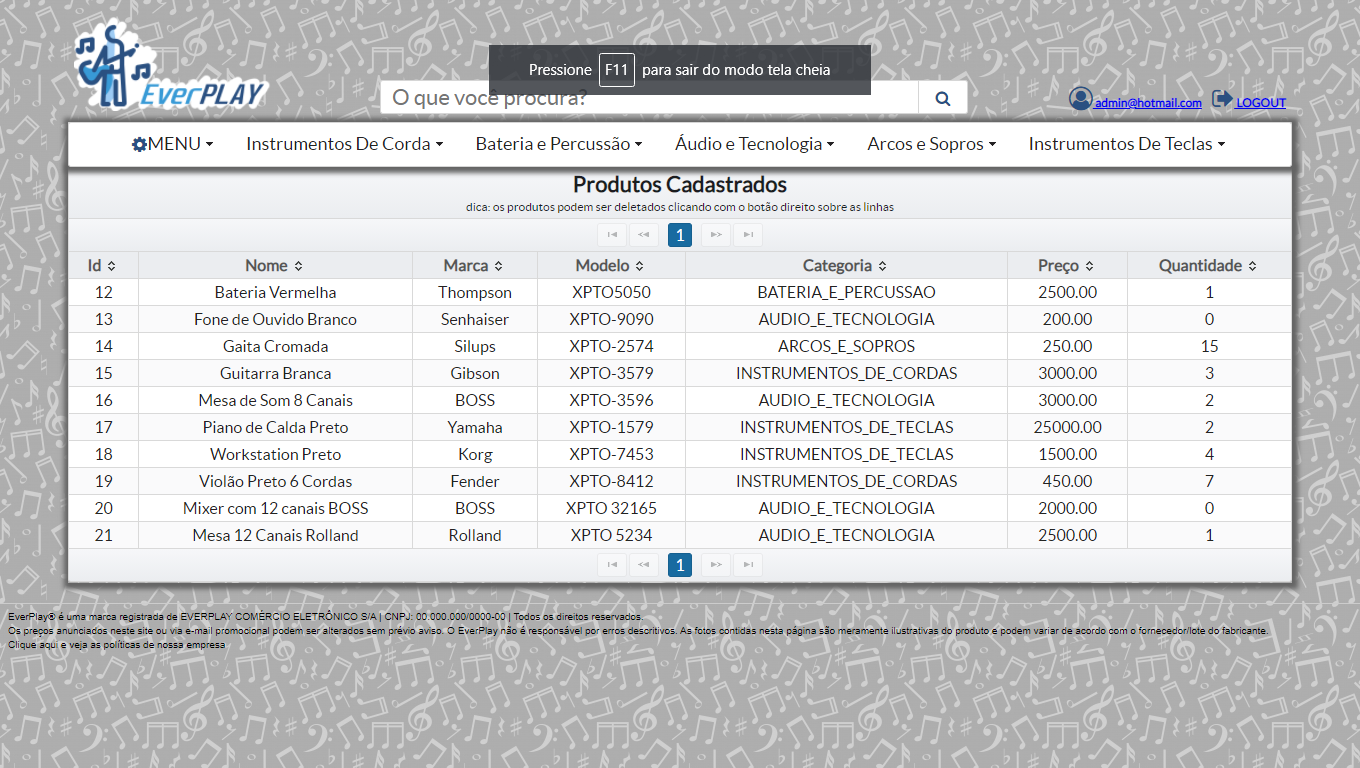 EverPLAY
Pressione F11 para sair do modo tela cheia
O que você procura?
admin@hotmail.com LOGOUT
MENU Instrumentos De Corda Bateria e Percussão Áudio e Tecnologia Arcos e Sopros Instrumentos De Teclas
Produtos Cadastrados
dica: os produtos podem ser deletados clicando com o botão direito sobre as linhas
1
Id Nome Marca Modelo Categoria Preço Quantidade
12 Bateria Vermelha Thompson XPTO5050 BATERIA_E_PERCUSSAO 2500.00 1
13 Fone de Ouvido Branco Senhaiser XPTO-9090 AUDIO_E_TECNOLOGIA 200.00 0
14 Gaita Cromada Silups XPTO-2574 ARCOS_E_SOPROS 250.00 15
15 Guitarra Branca Gibson XPTO-3579 INSTRUMENTOS_DE_CORDAS 3000.00 3
16 Mesa de Som 8 Canais BOSS XPTO-3596 AUDIO_E_TECNOLOGIA 3000.00 2
17 Piano de Calda Preto Yamaha XPTO-1579 INSTRUMENTOS_DE_TECLAS 25000.00 2
18 Workstation Preto Korg XPTO-7453 INSTRUMENTOS_DE_TECLAS 1500.00 4
19 Violão Preto 6 Cordas Fender XPTO-8412 INSTRUMENTOS_DE_CORDAS 450.00 7
20 Mixer com 12 canais BOSS BOSS XPTO 32165 AUDIO_E_TECNOLOGIA 2000.00 0
21 Mesa 12 Canais Rolland Rolland XPTO 5234 AUDIO_E_TECNOLOGIA 2500.00 1
1
EverPlay® é uma marca registrada de EVERPLAY COMÉRCIO ELETRÔNICO S/A | CNPJ: 00.000.000/0000-00 | Todos os direitos reservados.
Os preços anunciados neste site ou via e-mail promocional podem ser alterados sem prévio aviso. O EverPlay não é responsável por erros descritivos. As fotos contidas nesta página são meramente ilustrativas do produto e podem variar de acordo com o fornecedor/lote do fabricante.
Clique aqui e veja as políticas de nossa empresa